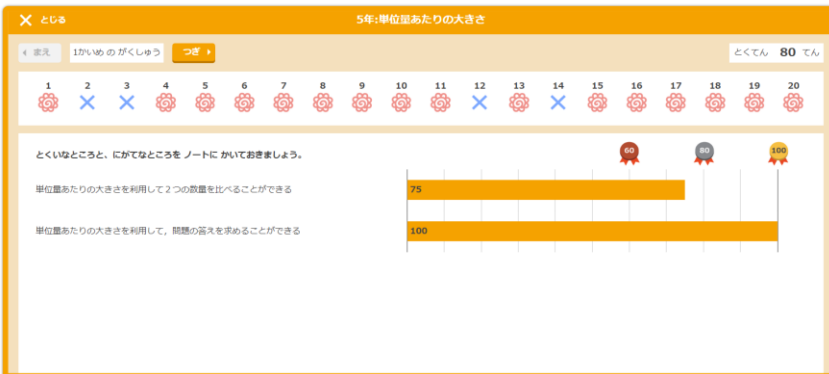 とじる
5年:単位量あたりの大きさ
まえ 1かいめ の がくしゅう つぎ とくてん 80 てん
1 2 3 4 5 6 7 8 9 10 11 12 13 14 15 16 17 18 19 20
とくいなところと、にがてなところを ノートに かいておきましょう。
60 80 100
単位量あたりの大きさを利用して2つの数量を比べることができる
75
単位量あたりの大きさを利用して，問題の答えを求めることができる
100